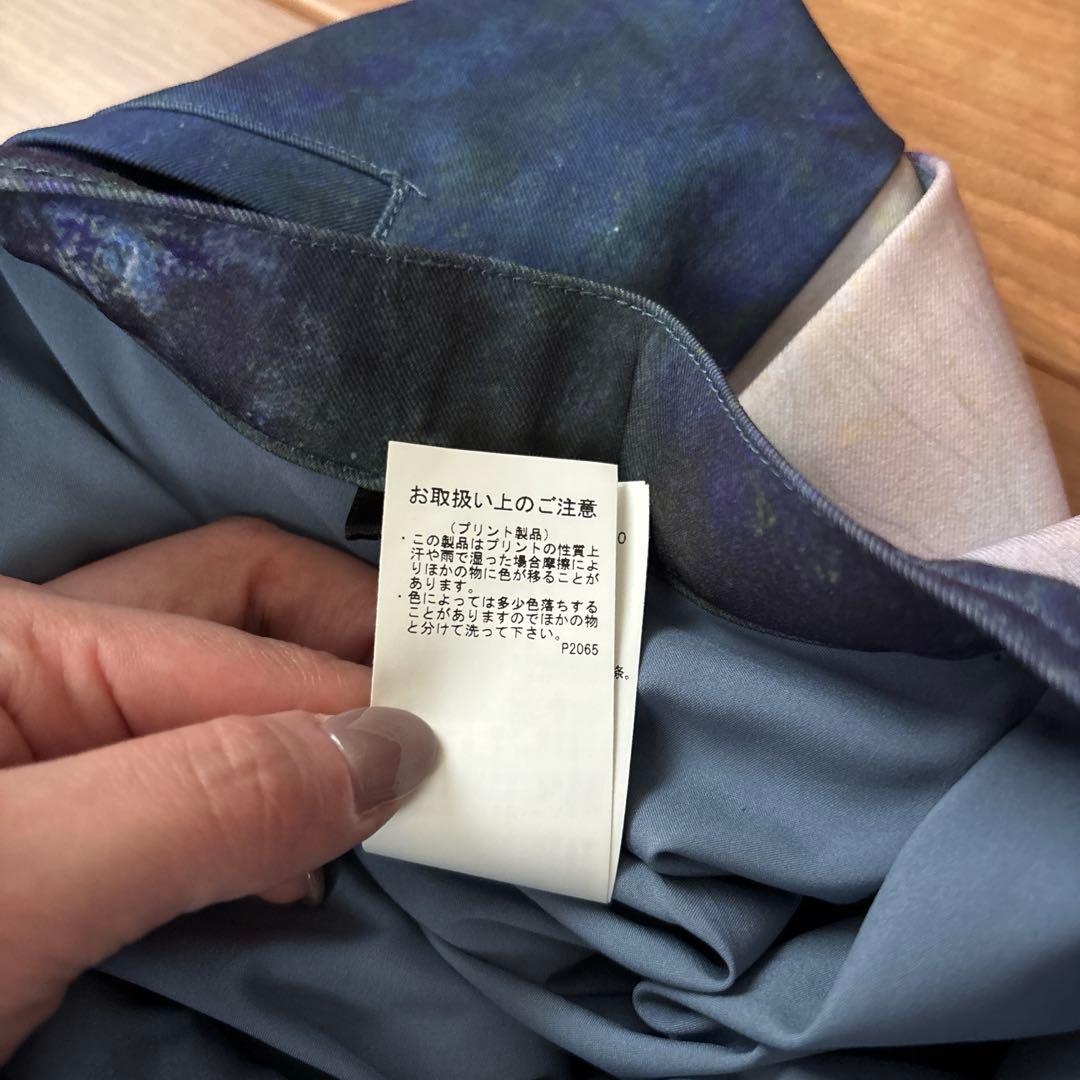 お取扱い上のご注意
(プリント製品)
・この製品はプリントの性質上
汗や雨で湿った場合摩擦によ
りほかの物に色が移ることが
あります。
・色によっては多少色落ちする
ことがありますのでほかの物
と分けて洗って下さい。
P2065
0
条。